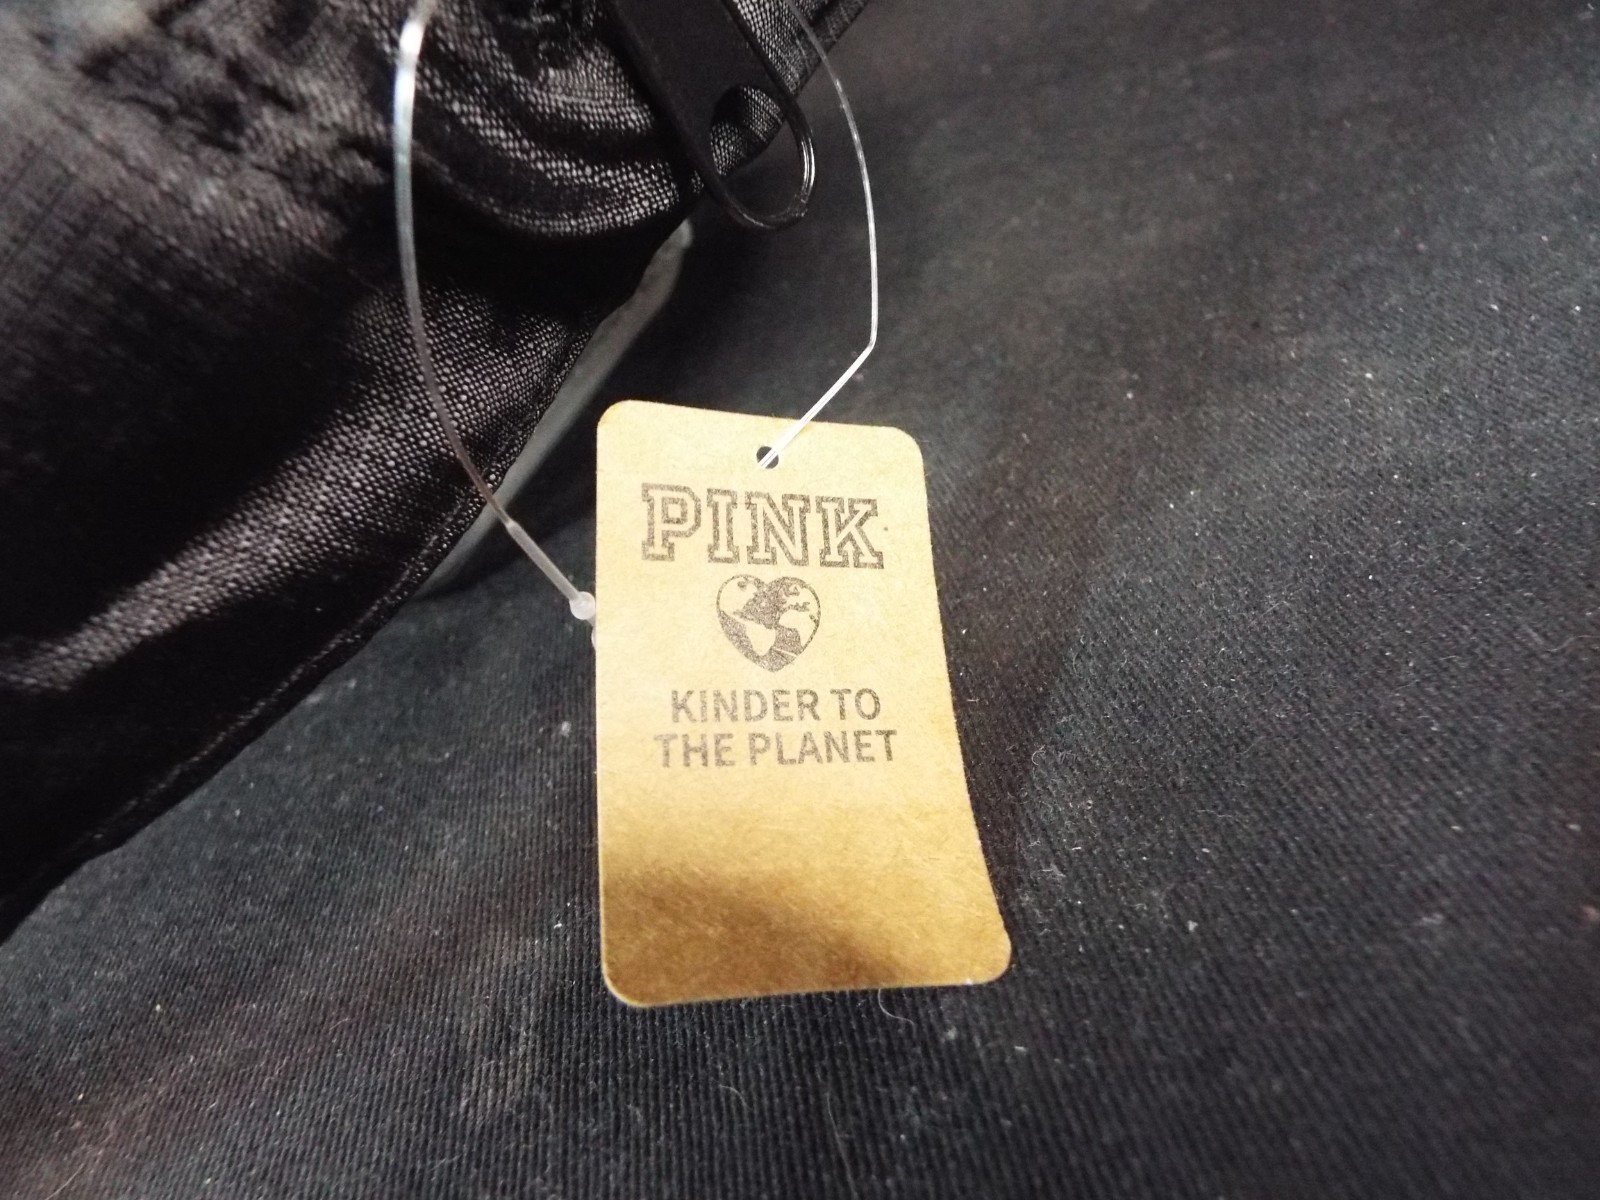 PINK
KINDER TO
THE PLANET